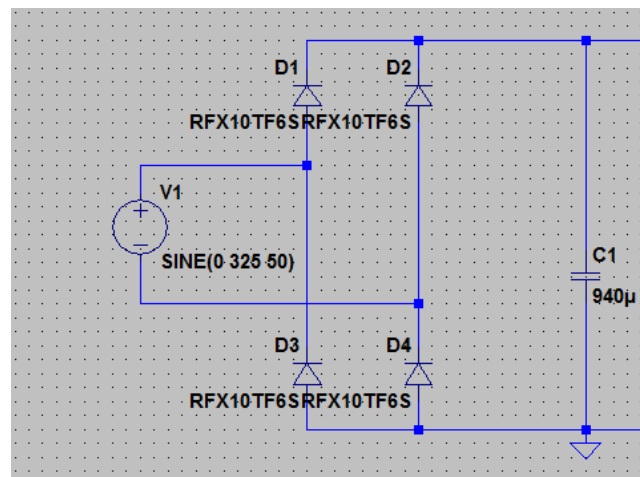 D1
D2
RFX10TF6SRFX10TF6S
V1
SINE(0 325 50)
C1
940µ
D3
D4
RFX10TF6SRFX10TF6S